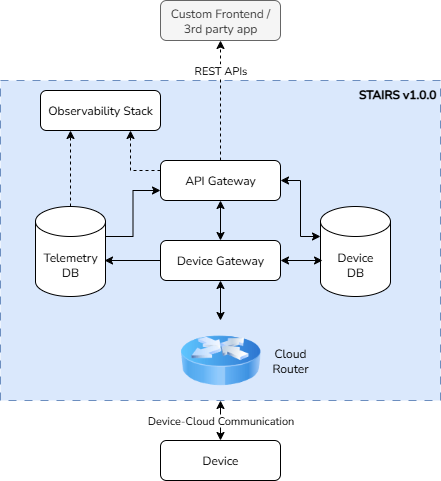 Custom Frontend /
3rd party app
REST APIs
STAIRS v1.0.0
Observability Stack
API Gateway
Telemetry
DB
Device Gateway
Device
DB
Cloud
Router
Device-Cloud Communication
Device